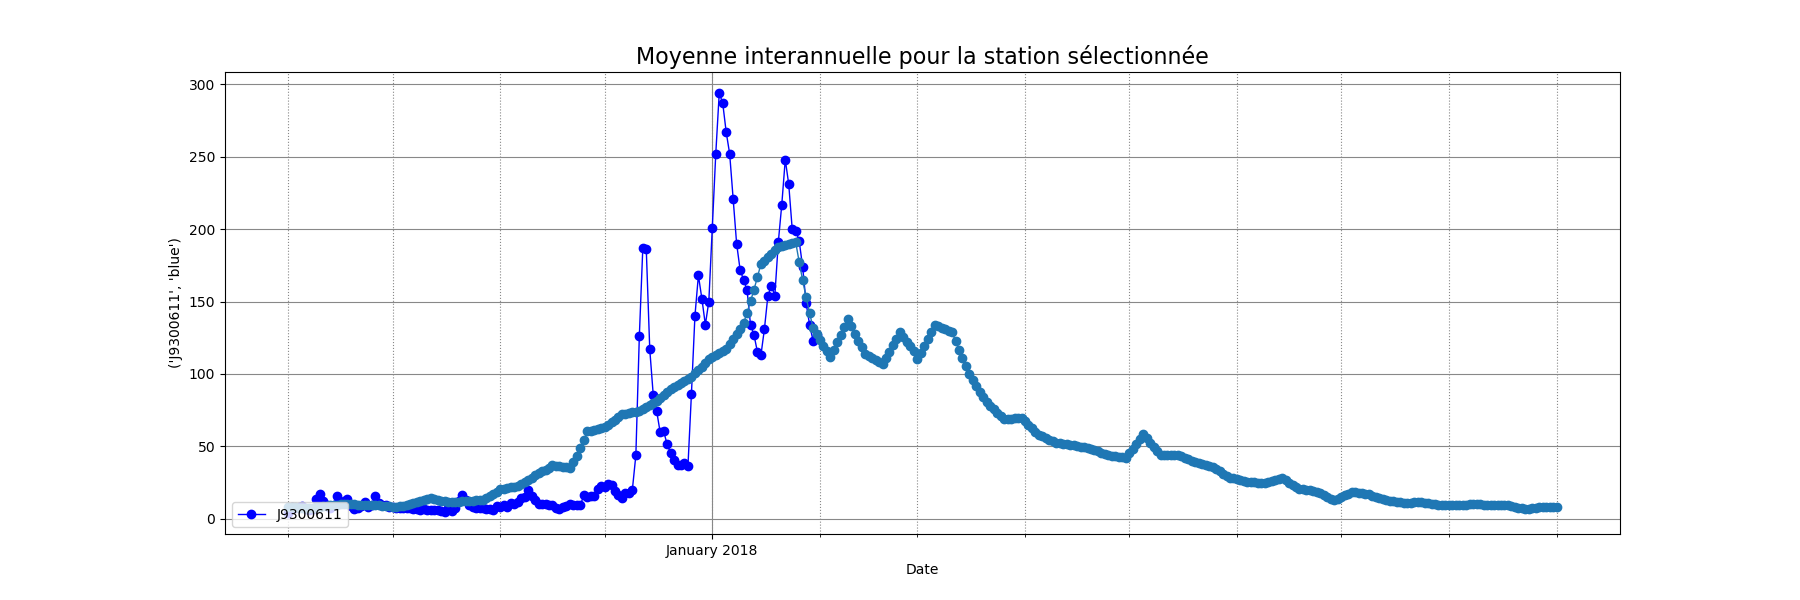 Moyenne interannuelle pour la station sélectionnée
300
250
200
150
100
50
0
('J9300611', 'blue')
J9300611
January 2018
Date